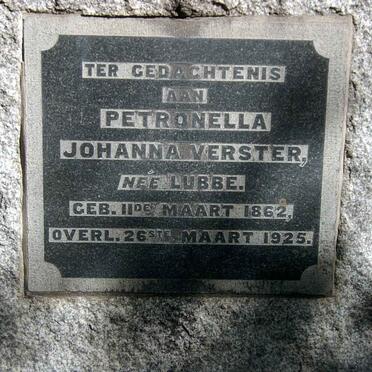 TER GEDACHTENIS
AAN
PETRONELLA
JOHANNA VERSTER,
NÉE LUBBE.
GEB. 11DE MAART 1862,
OVERL. 26STE MAART 1925.